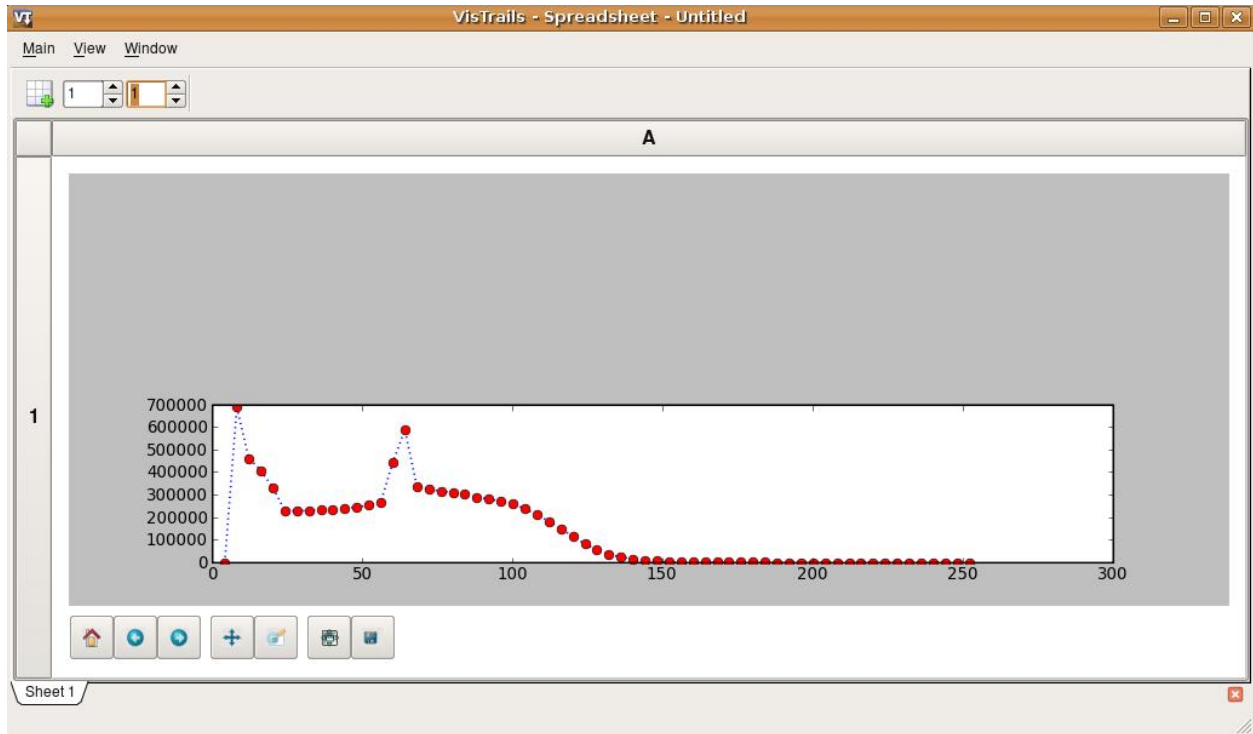 VisTrails - Spreadsheet - Untitled
Main View Window
1 1
A
1
700000
600000
500000
400000
300000
200000
100000
0
0 50 100 150 200 250 300
Sheet 1